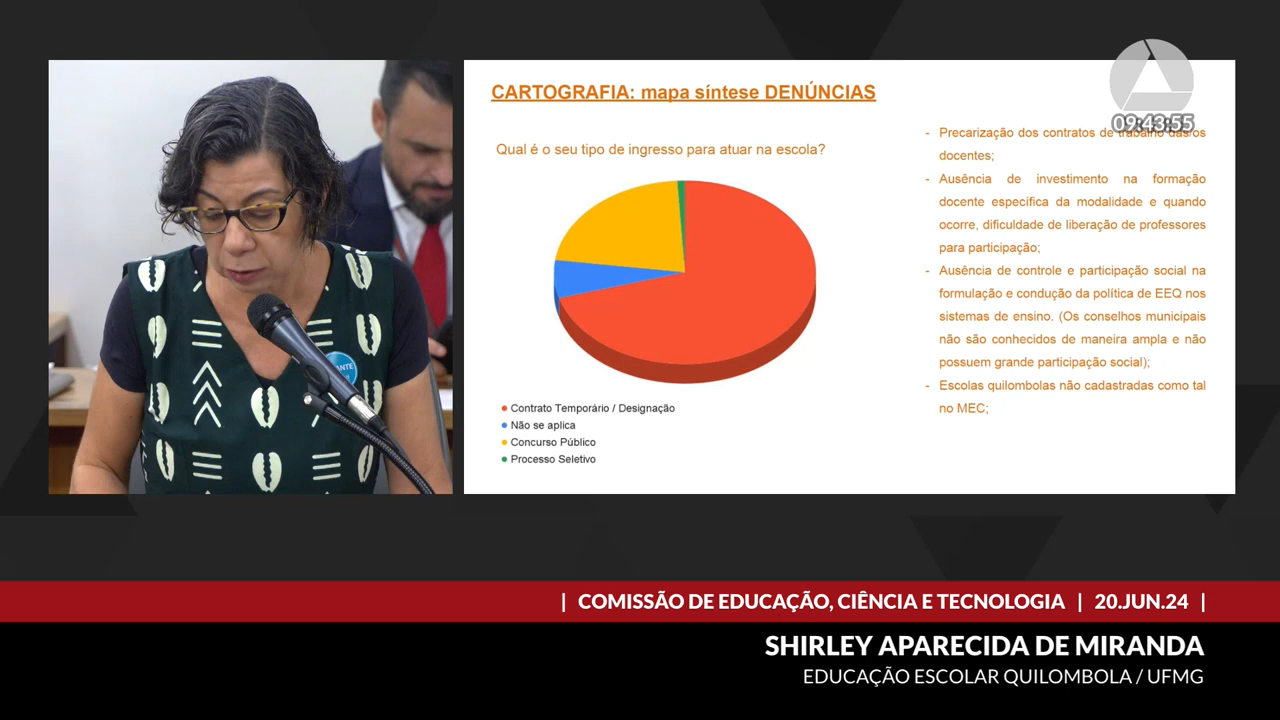 CARTOGRAFIA: mapa síntese DENÚNCIAS
09:43:55
Qual é o seu tipo de ingresso para atuar na escola?
- Precarização dos contratos de trabalho das/os
docentes;
- Ausência de investimento na formação
docente especifica da modalidade e quando
ocorre, dificuldade de liberação de professores
para participação;
- Ausência de controle e participação social na
formulação e condução da política de EEQ nos
sistemas de ensino. (Os conselhos municipais
não são conhecidos de maneira ampla e não
possuem grande participação social);
- Escolas quilombolas não cadastradas como tal
no MEC;
Contrato Temporário / Designação
Não se aplica
Concurso Público
Processo Seletivo
ANTE
| COMISSÃO DE EDUCAÇÃO, CIÊNCIA E TECNOLOGIA | 20.JUN.24 |
SHIRLEY APARECIDA DE MIRANDA
EDUCAÇÃO ESCOLAR QUILOMBOLA / UFMG